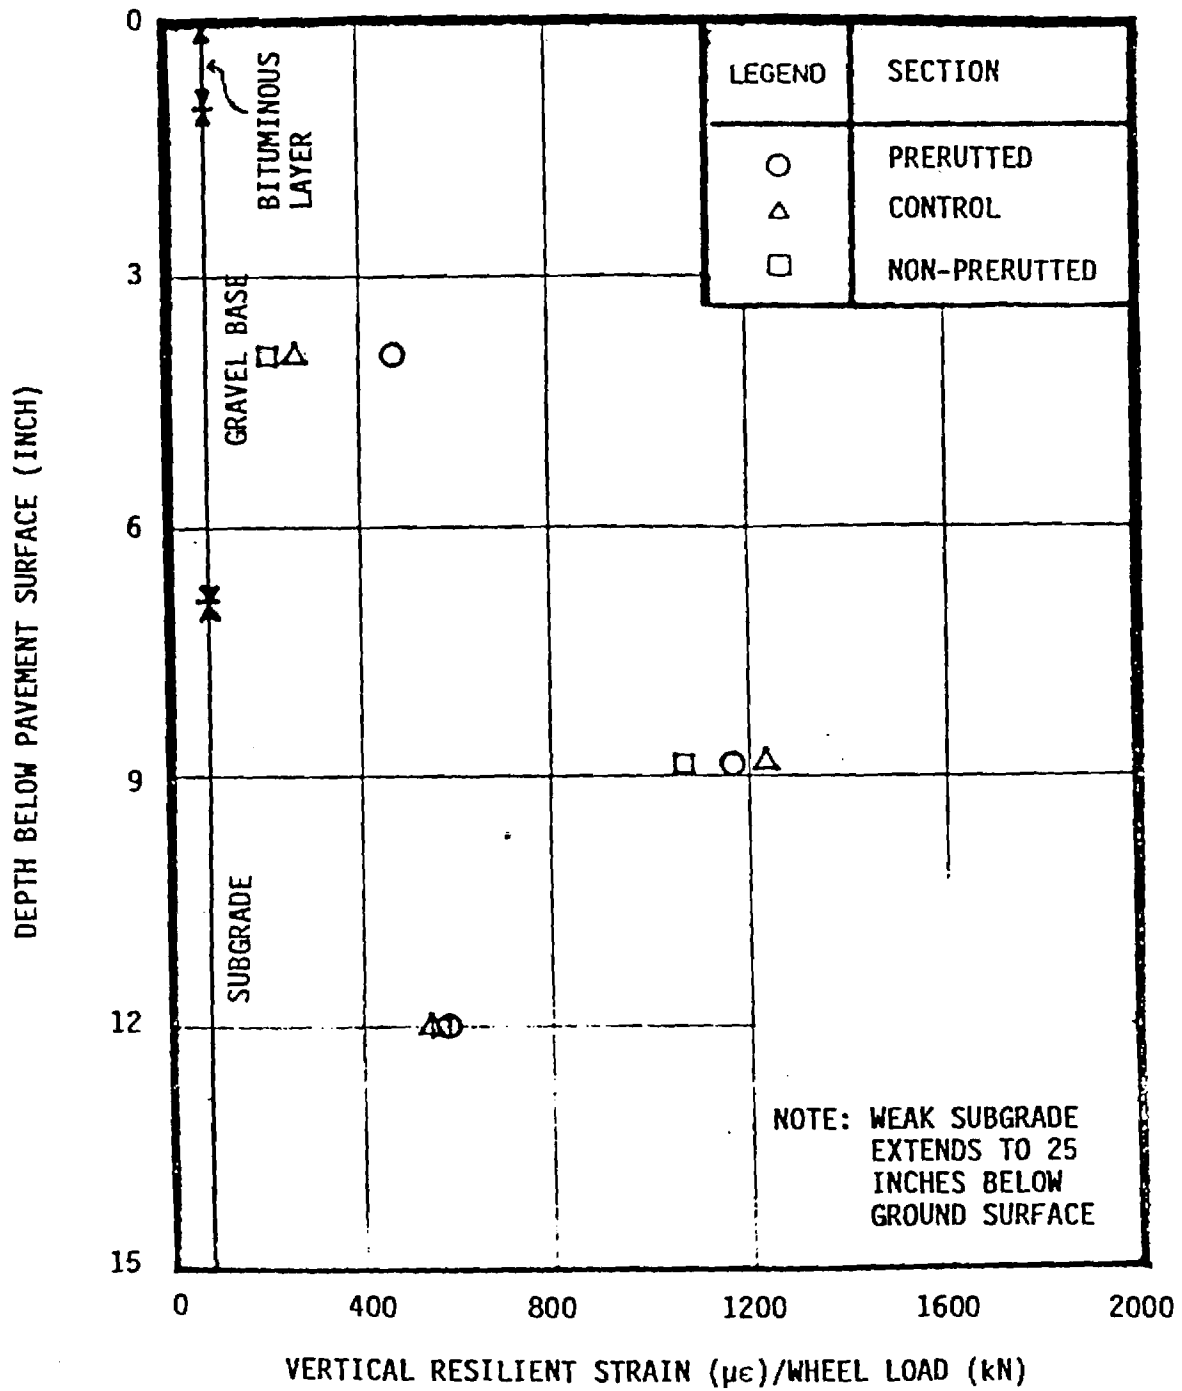 0
3
6
9
12
15
DEPTH BELOW PAVEMENT SURFACE (INCH)
BITUMINOUS
LAYER
GRAVEL BASE
SUBGRADE
LEGEND
SECTION
PRERUTTED
CONTROL
NON-PRERUTTED
NOTE: WEAK SUBGRADE
EXTENDS TO 25
INCHES BELOW
GROUND SURFACE
0 400 800 1200 1600 2000
VERTICAL RESILIENT STRAIN (με)/WHEEL LOAD (kN)